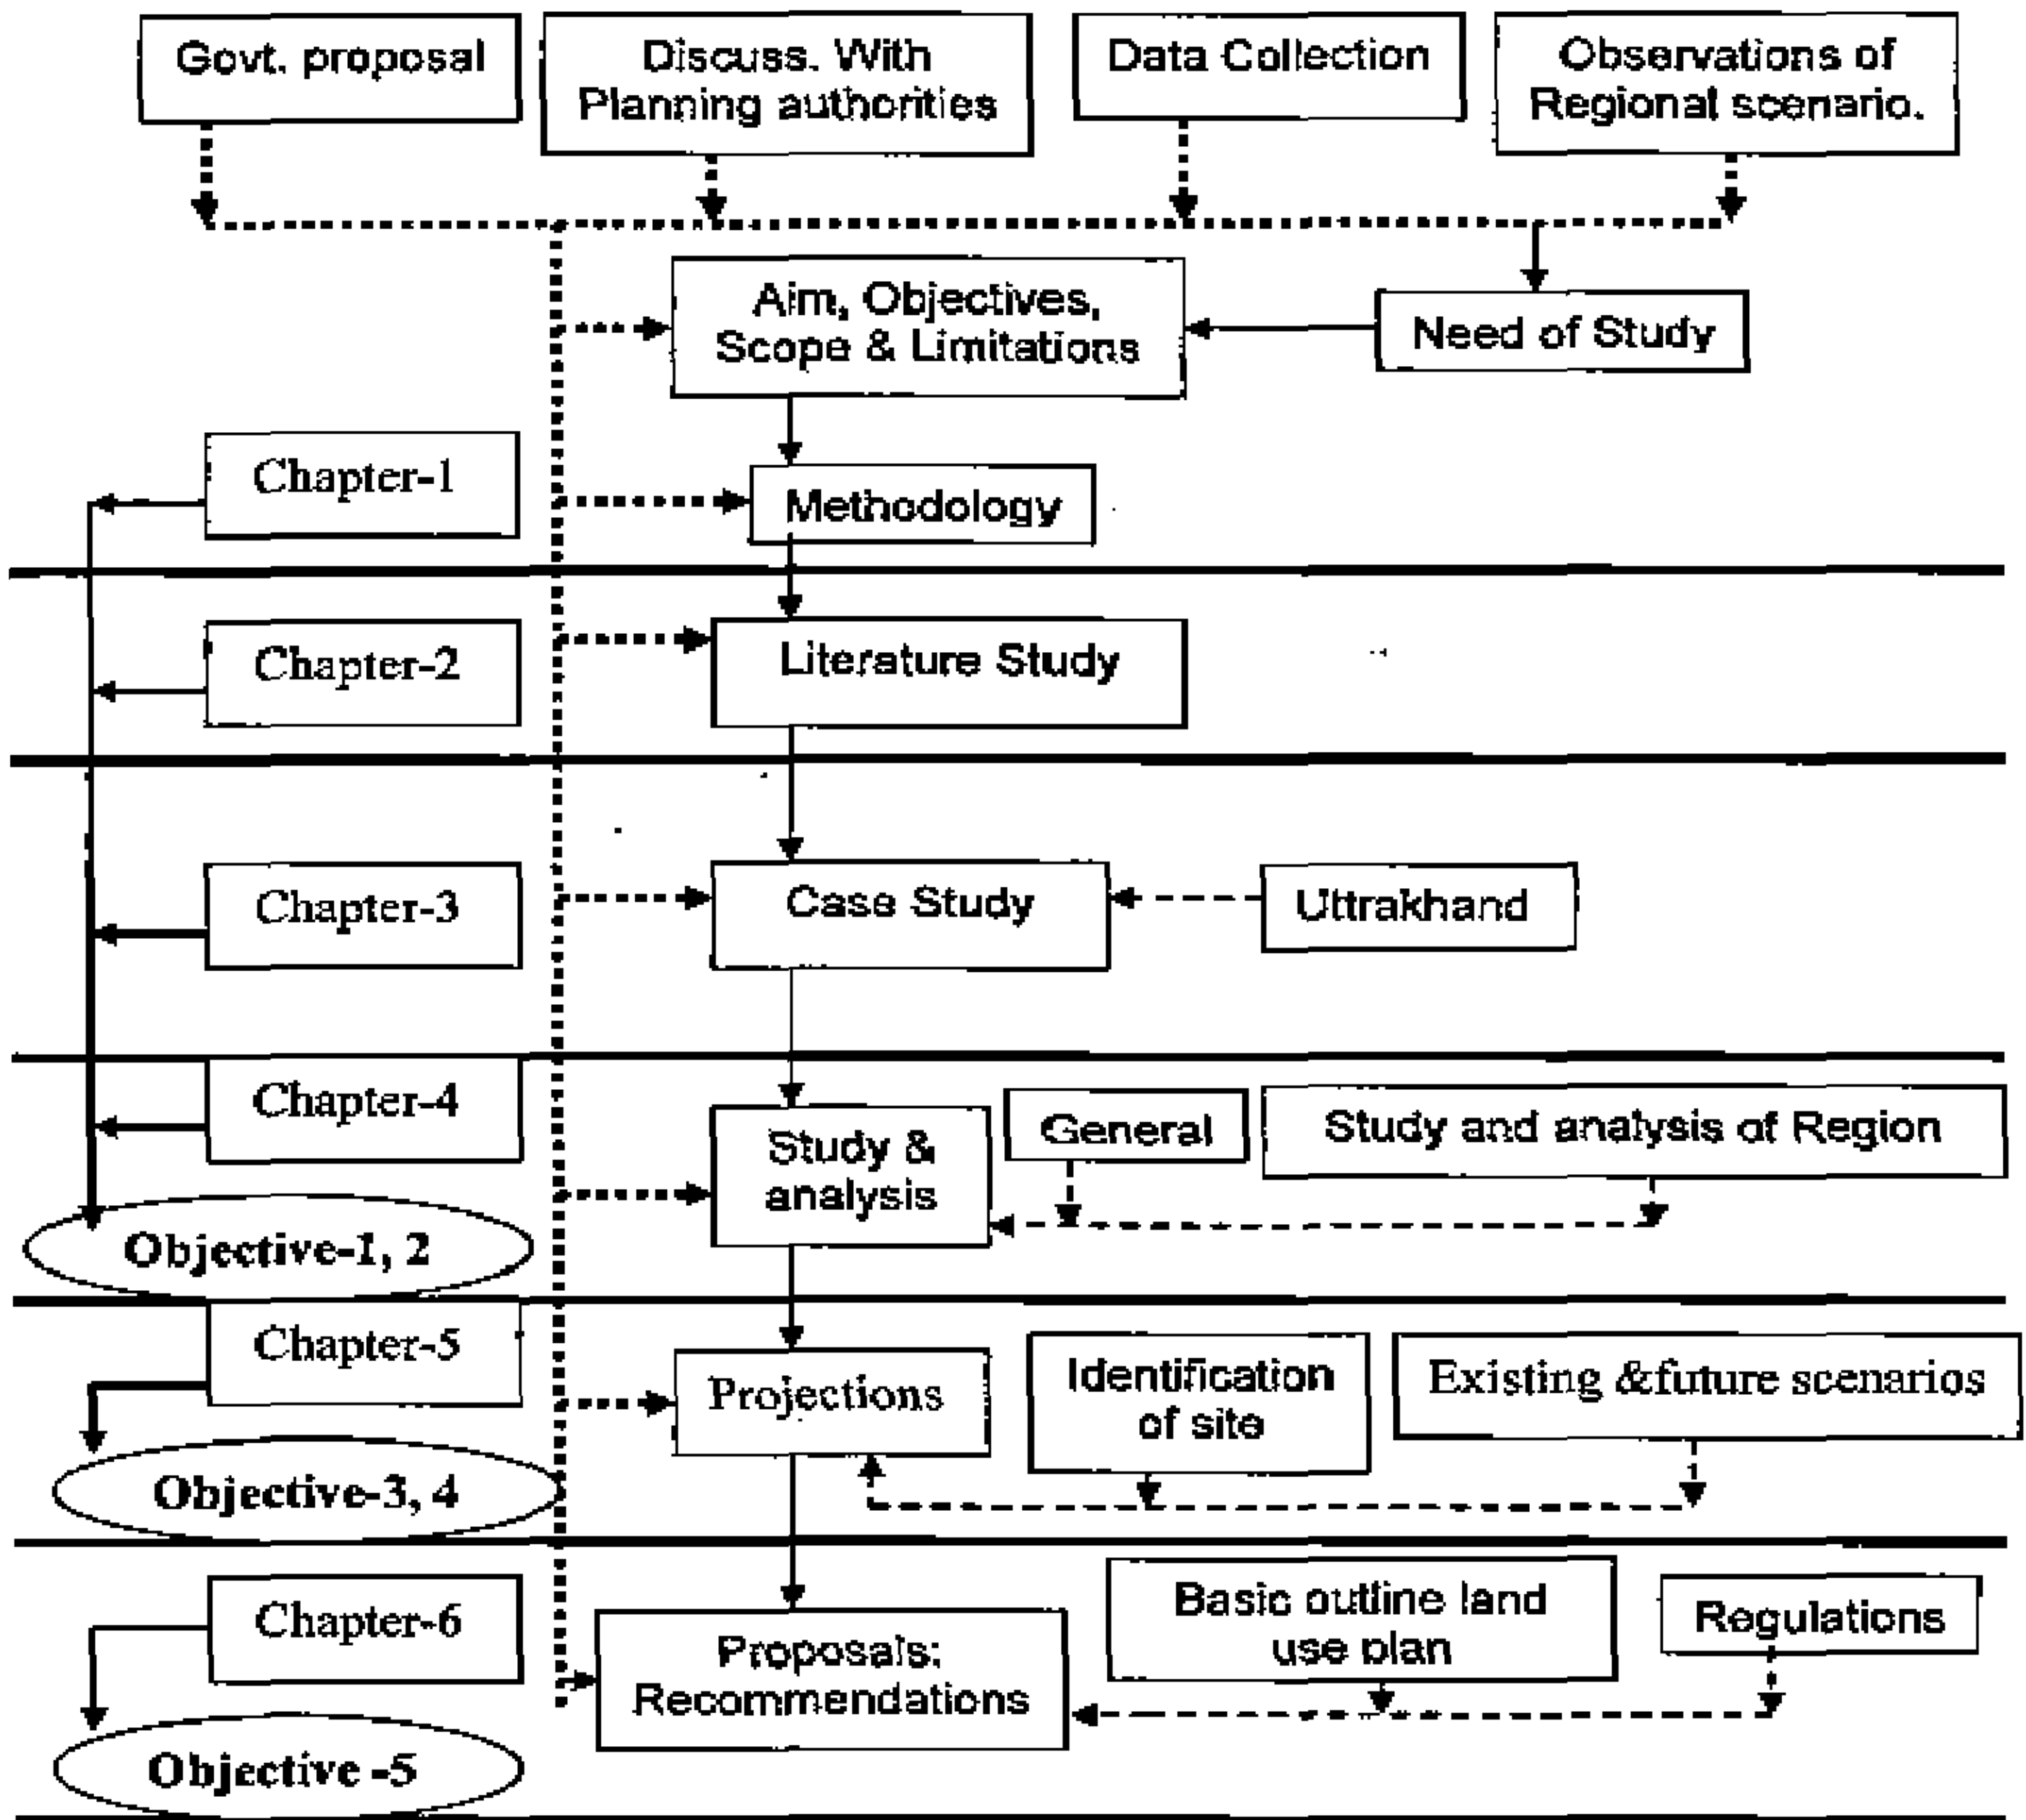 Govt. proposal
Discuss. With
Planning authorities
Data Collection
Observations of
Regional scenario.
Aim, Objectives,
Scope & Limitations
Need of Study
Chapter-1
Methodology
Chapter-2
Literature Study
Chapter-3
Case Study
Uttrakhand
Chapter-4
Study &
analysis
General
Study and analysis of Region
Objective-1, 2
Chapter-5
Projections
Identification
of site
Existing &future scenarios
Objective-3, 4
Chapter-6
Proposals;
Recommendations
Basic outline land
use plan
Regulations
Objective -5